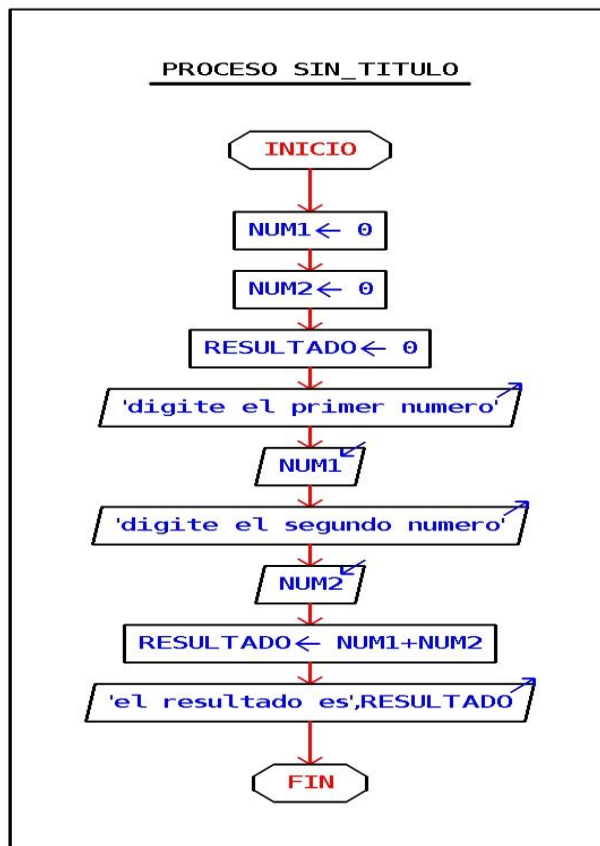 PROCESO SIN_TITULO
INICIO
NUM1← 0
NUM2← 0
RESULTADO← 0
'digite el primer numero'
NUM1
'digite el segundo numero'
NUM2
RESULTADO← NUM1+NUM2
'el resultado es',RESULTADO
FIN